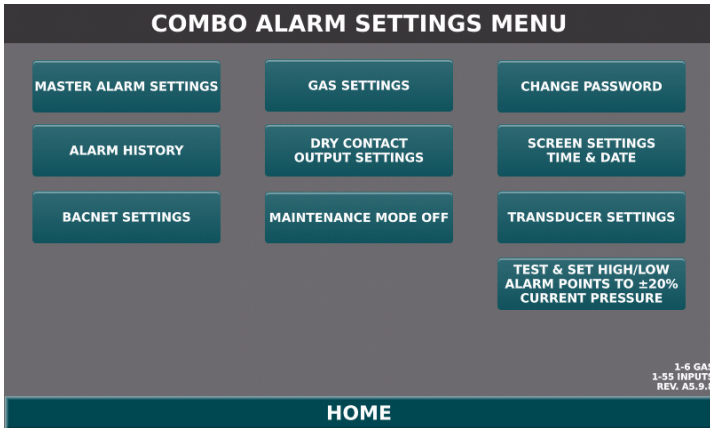 COMBO ALARM SETTINGS MENU
MASTER ALARM SETTINGS
GAS SETTINGS
CHANGE PASSWORD
ALARM HISTORY
DRY CONTACT
OUTPUT SETTINGS
SCREEN SETTINGS
TIME & DATE
BACNET SETTINGS
MAINTENANCE MODE OFF
TRANSDUCER SETTINGS
TEST & SET HIGH/LOW
ALARM POINTS TO ±20%
CURRENT PRESSURE
1-6 GAS
1-55 INPUTS
REV.
HOME